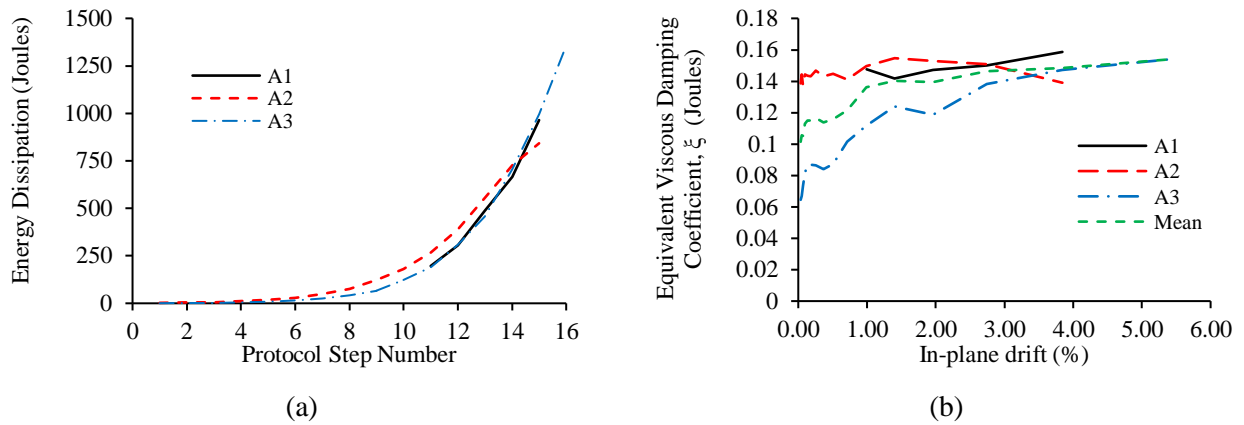 Energy Dissipation (Joules)
1500
1250
1000
750
500
250
0
A1
A2
A3
0 2 4 6 8 10 12 14 16
Protocol Step Number
(a)
Equivalent Viscous Damping
Coefficient, ξ (Joules)
0.18
0.16
0.14
0.12
0.1
0.08
0.06
0.04
0.02
0
A1
A2
A3
Mean
0.00 1.00 2.00 3.00 4.00 5.00 6.00
In-plane drift (%)
(b)